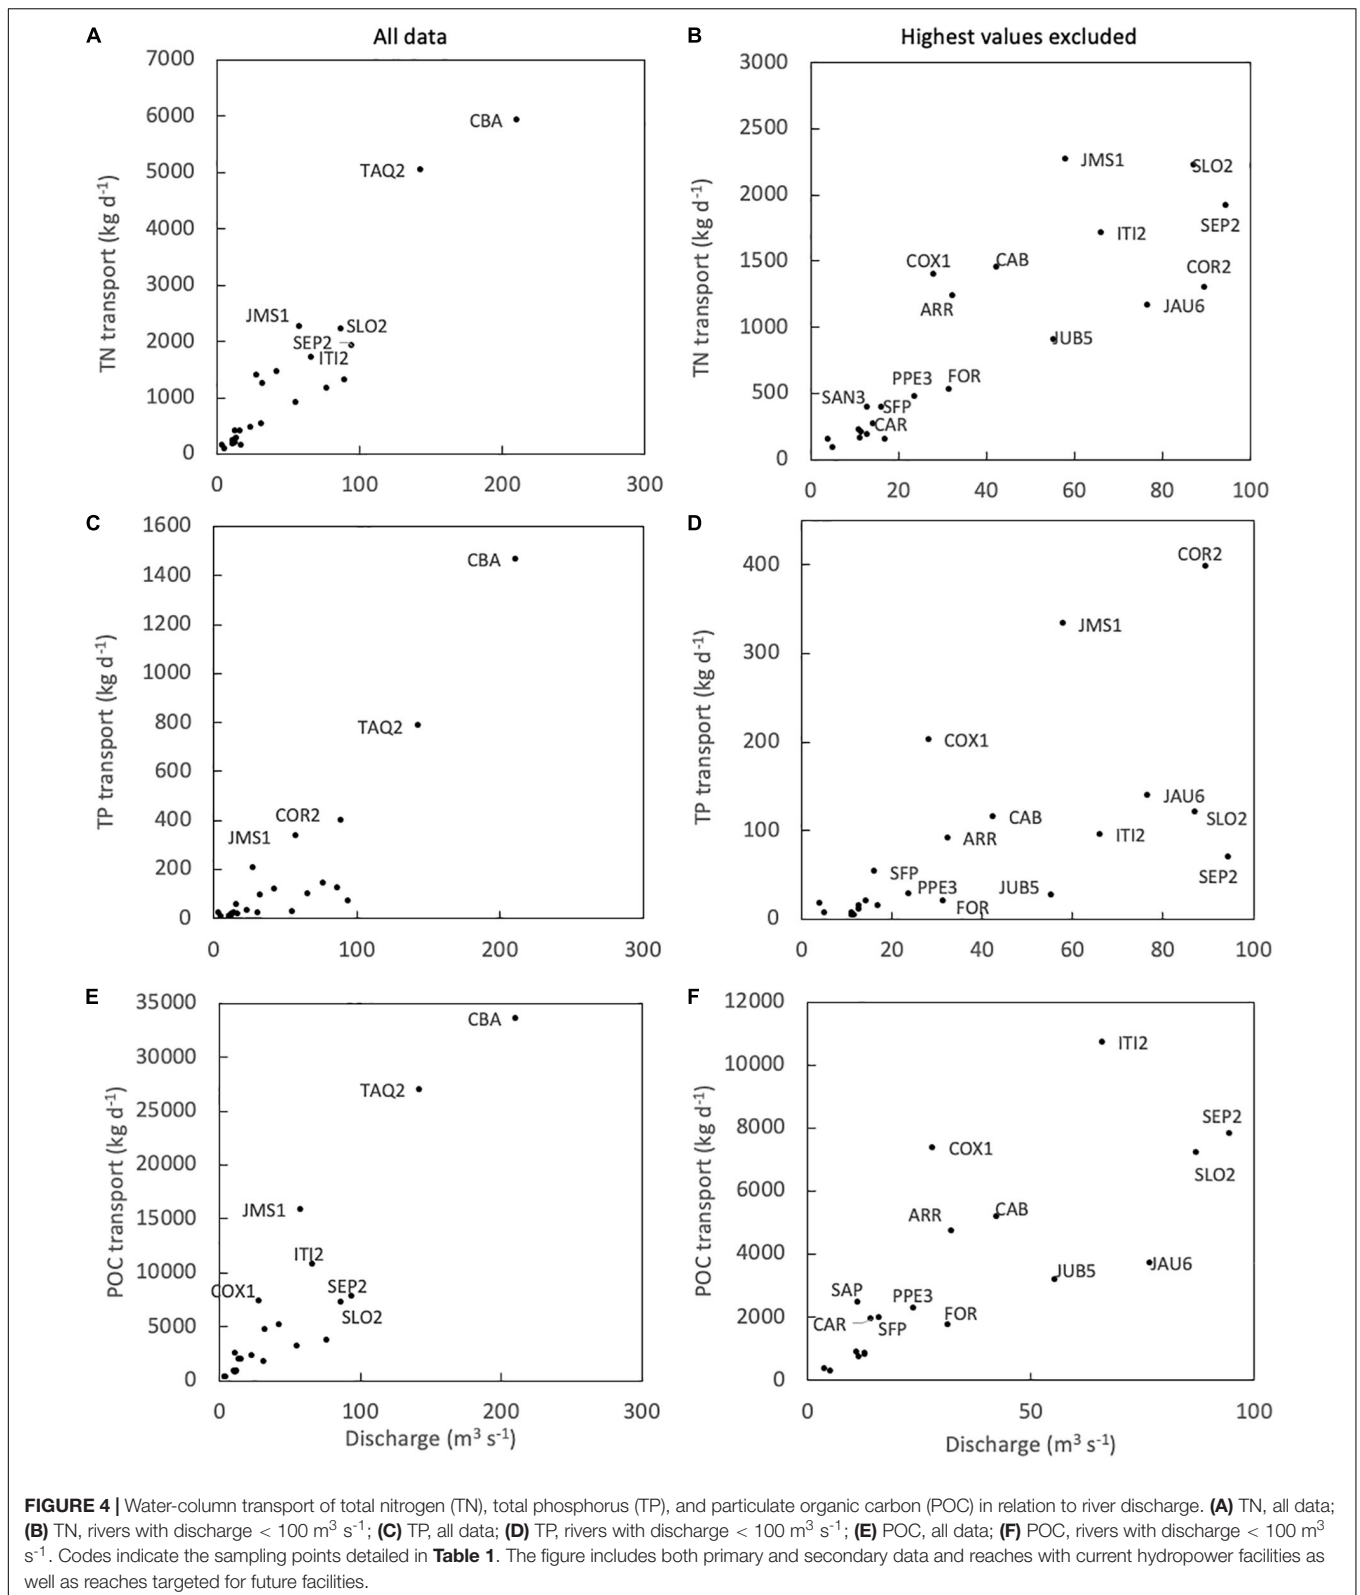 A
All data
7000
6000
5000
4000
3000
2000
1000
0
TN transport (kg d-1)
CBA
TAQ2
JMS1
SLO2
SEP2
ITI2
0 100 200 300
B
Highest values excluded
3000
2500
2000
1500
1000
500
0
TN transport (kg d-1)
JMS1
SLO2
SEP2
ITI2
COX1
CAB
COR2
ARR
JAU6
JUB5
PPE3
FOR
SAN3
SFP
CAR
0 20 40 60 80 100
C
1600
1400
1200
1000
800
600
400
200
0
TP transport (kg d-1)
CBA
TAQ2
COR2
JMS1
0 100 200 300
D
400
300
200
100
0
TP transport (kg d-1)
COR2
JMS1
COX1
JAU6
CAB
SLO2
ARR
ITI2
SFP
SEP2
PPE3
JUB5
FOR
0 20 40 60 80 100
E
35000
30000
25000
20000
15000
10000
5000
0
POC transport (kg d-1)
CBA
TAQ2
JMS1
ITI2
COX1
SEP2
SLO2
0 100 200 300
Discharge (m3 s-1)
F
12000
10000
8000
6000
4000
2000
0
POC transport (kg d-1)
ITI2
SEP2
COX1
SLO2
ARR
CAB
JUB5
JAU6
SAP
PPE3
CAR
SFP
FOR
0 50 100
Discharge (m3 s-1)
FIGURE 4 | Water-column transport of total nitrogen (TN), total phosphorus (TP), and particulate organic carbon (POC) in relation to river discharge. (A) TN, all data;
(B) TN, rivers with discharge < 100 m3 s-1; (C) TP, all data; (D) TP, rivers with discharge < 100 m3 s-1; (E) POC, all data; (F) POC, rivers with discharge < 100 m3
s-1. Codes indicate the sampling points detailed in Table 1. The figure includes both primary and secondary data and reaches with current hydropower facilities as
well as reaches targeted for future facilities.